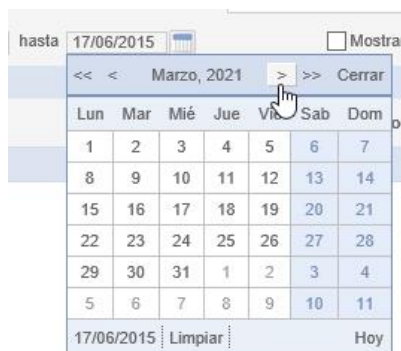 hasta 17/06/2015
<< < Marzo, 2021 > >> Cerrar
Lun Mar Mié Jue Sab Dom
1 2 3 4 5 6 7
8 9 10 11 12 13 14
15 16 17 18 19 20 21
22 23 24 25 26 27 28
29 30 31 1 2 3 4
5 6 7 8 9 10 11
17/06/2015 Limpiar Hoy